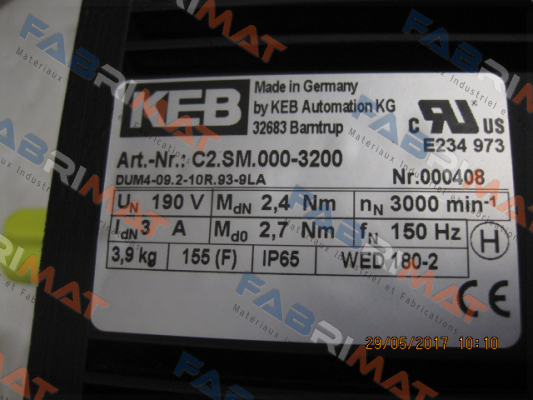 KEB
Made in Germany
by KEB Automation KG
32683 Barntrup
C US
E234 973
Art.-Nr.: C2.SM.000-3200
DUM4-09.2-10R.93-9LA Nr.000408
UN 190 V MdN 2,4 Nm nN 3000 min-1
IdN 3 A Md0 2,7 Nm fN 150 Hz H
3,9 kg 155 (F) IP65 WED 180-2
CE
29/05/2017 10:10
FABRIMAT
Matériaux Industriel et Fabrications